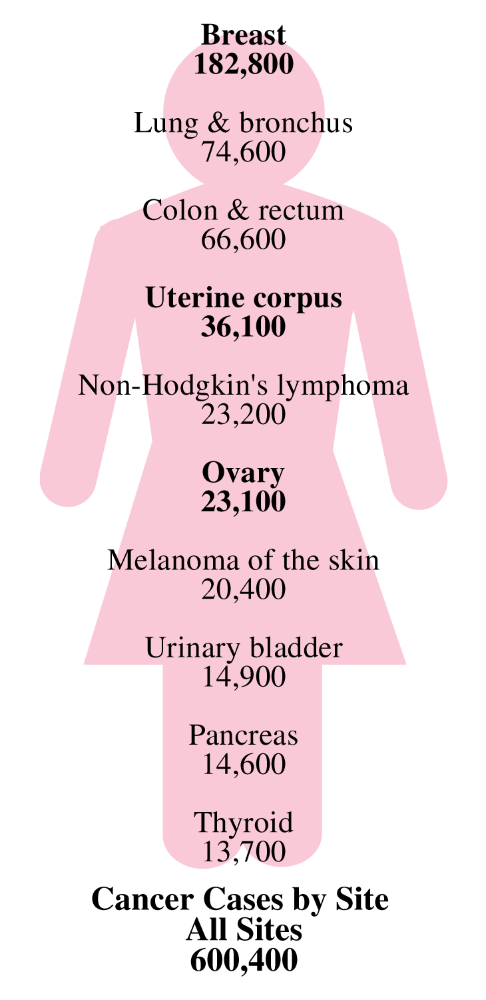 Breast
182,800
Lung & bronchus
74,600
Colon & rectum
66,600
Uterine corpus
36,100
Non-Hodgkin's lymphoma
23,200
Ovary
23,100
Melanoma of the skin
20,400
Urinary bladder
14,900
Pancreas
14,600
Thyroid
13,700
Cancer Cases by Site
All Sites
600,400